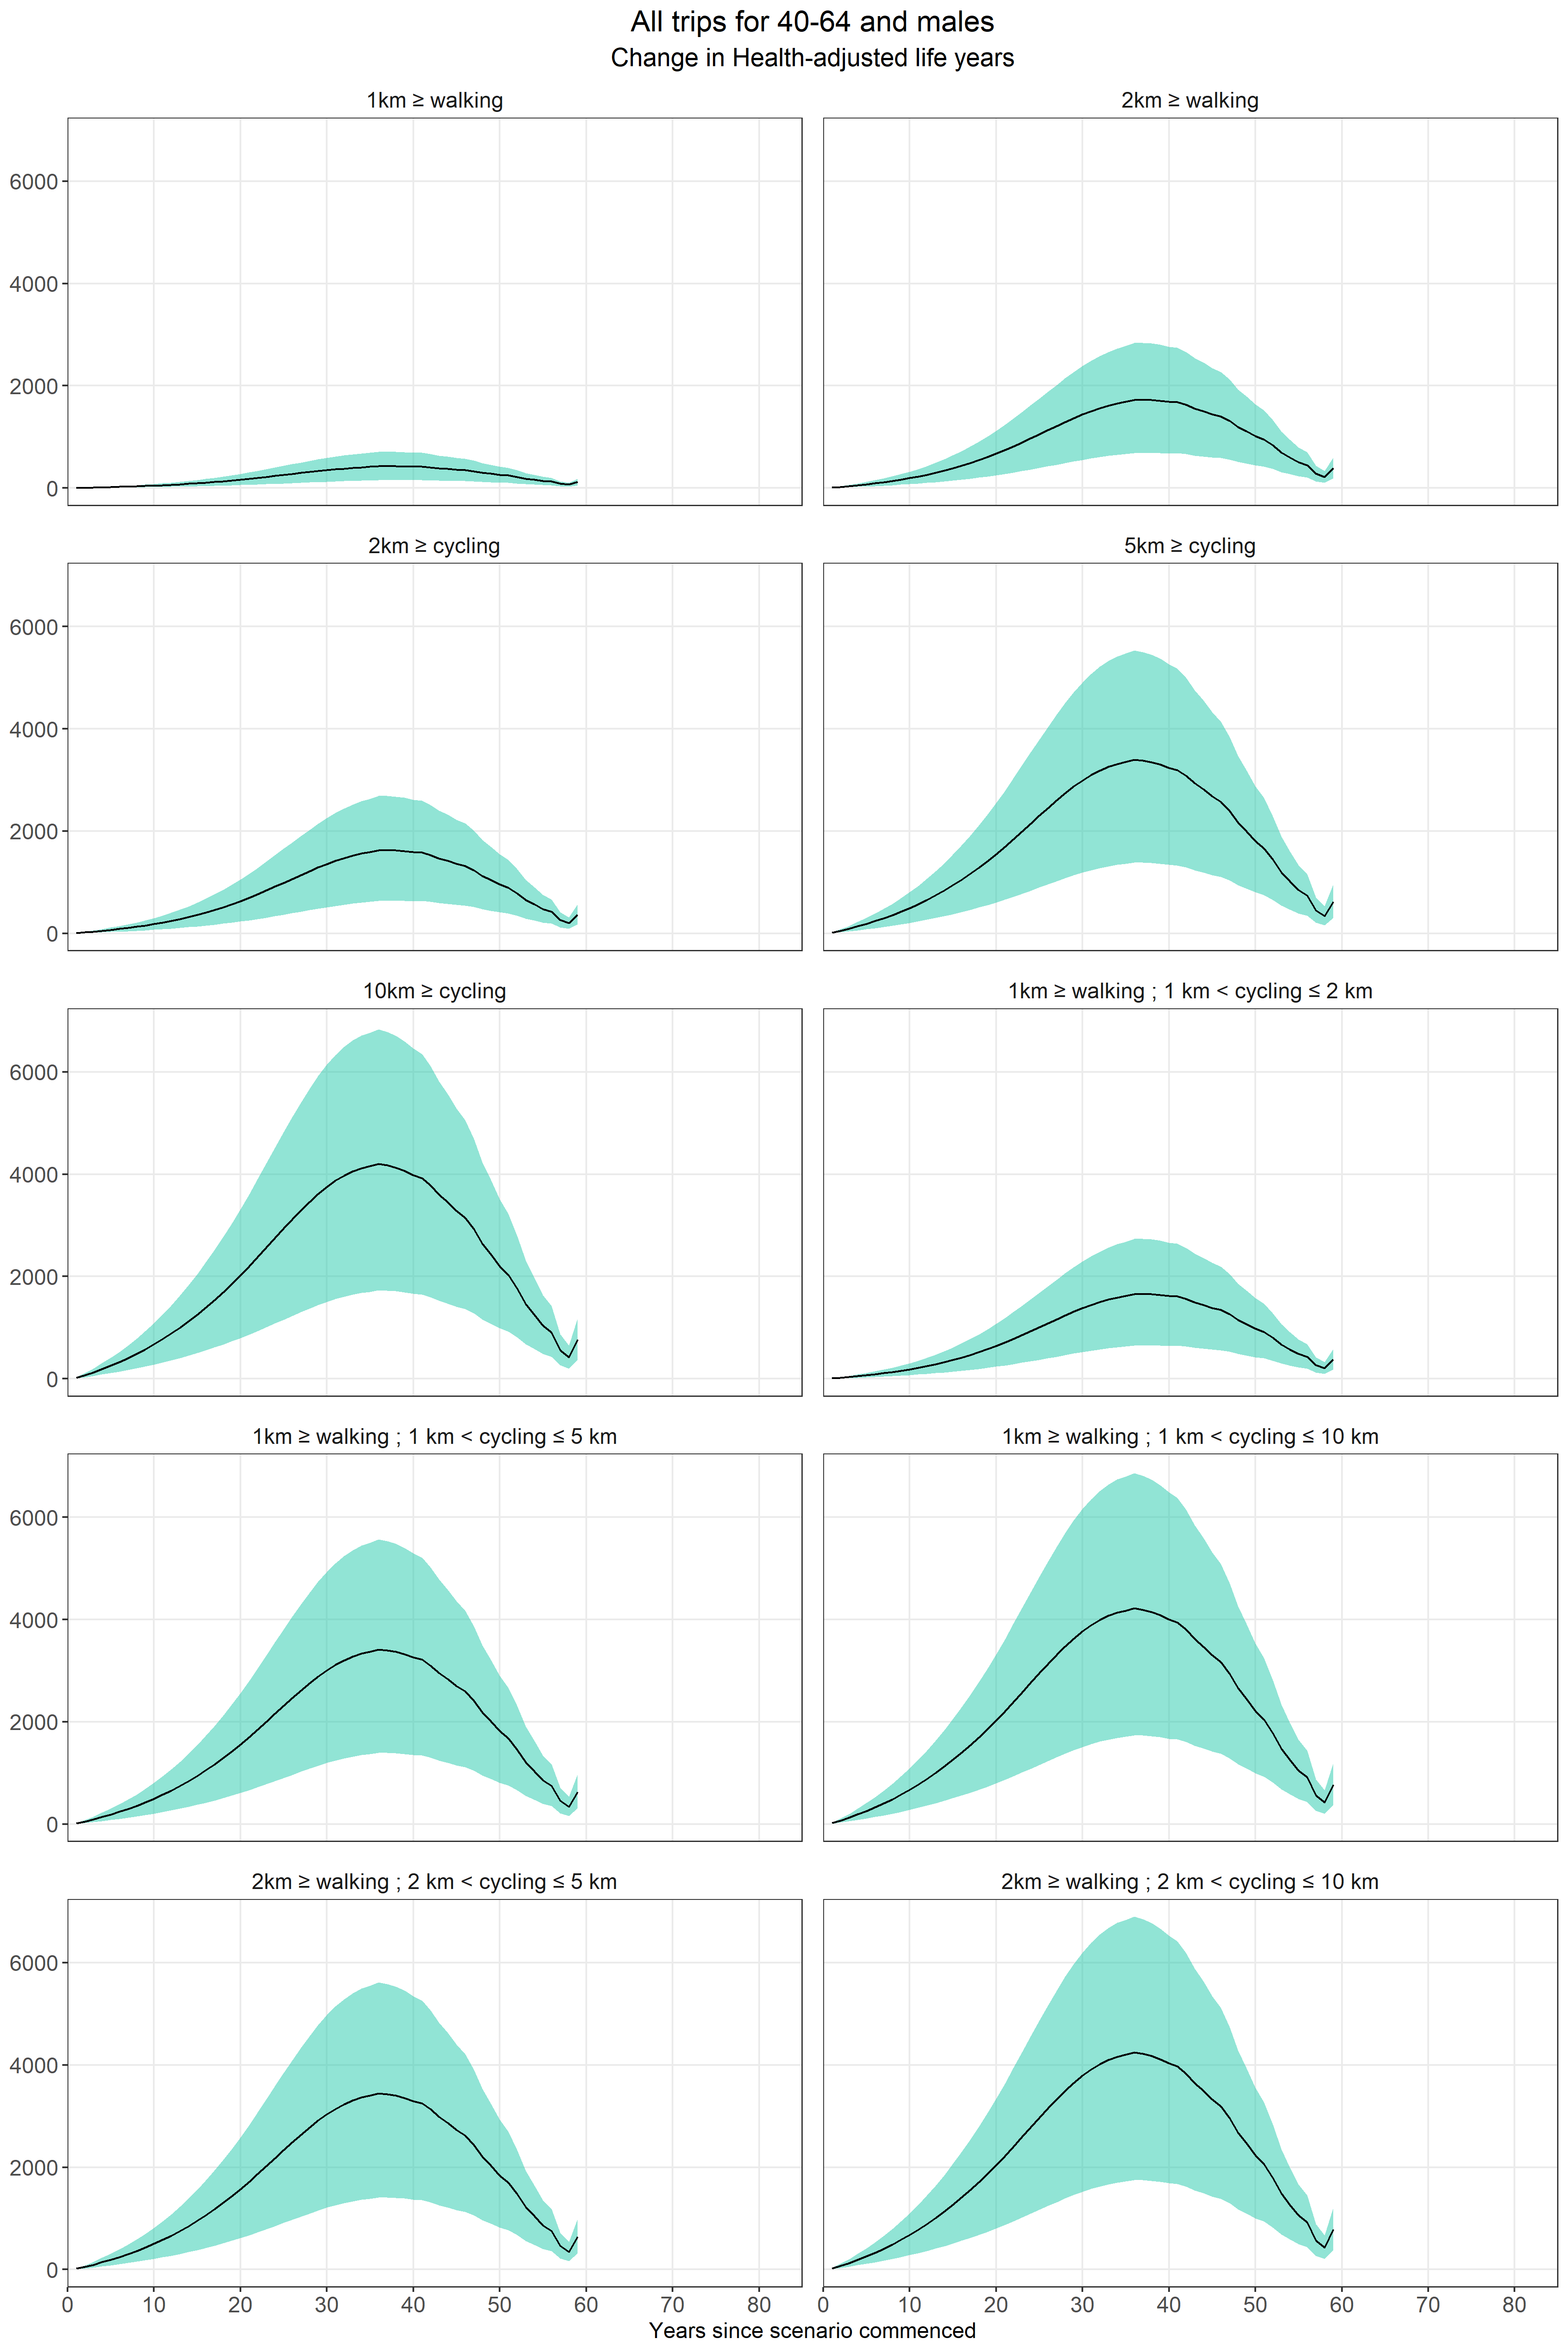 All trips for 40-64 and males
Change in Health-adjusted life years
1km ≥ walking
2km ≥ walking
6000
4000
2000
0
2km ≥ cycling
5km ≥ cycling
6000
4000
2000
0
10km ≥ cycling
1km ≥ walking ; 1 km < cycling ≤ 2 km
6000
4000
2000
0
1km ≥ walking ; 1 km < cycling ≤ 5 km
1km ≥ walking ; 1 km < cycling ≤ 10 km
6000
4000
2000
0
2km ≥ walking ; 2 km < cycling ≤ 5 km
2km ≥ walking ; 2 km < cycling ≤ 10 km
6000
4000
2000
0
0 10 20 30 40 50 60 70 80
0 10 20 30 40 50 60 70 80
Years since scenario commenced